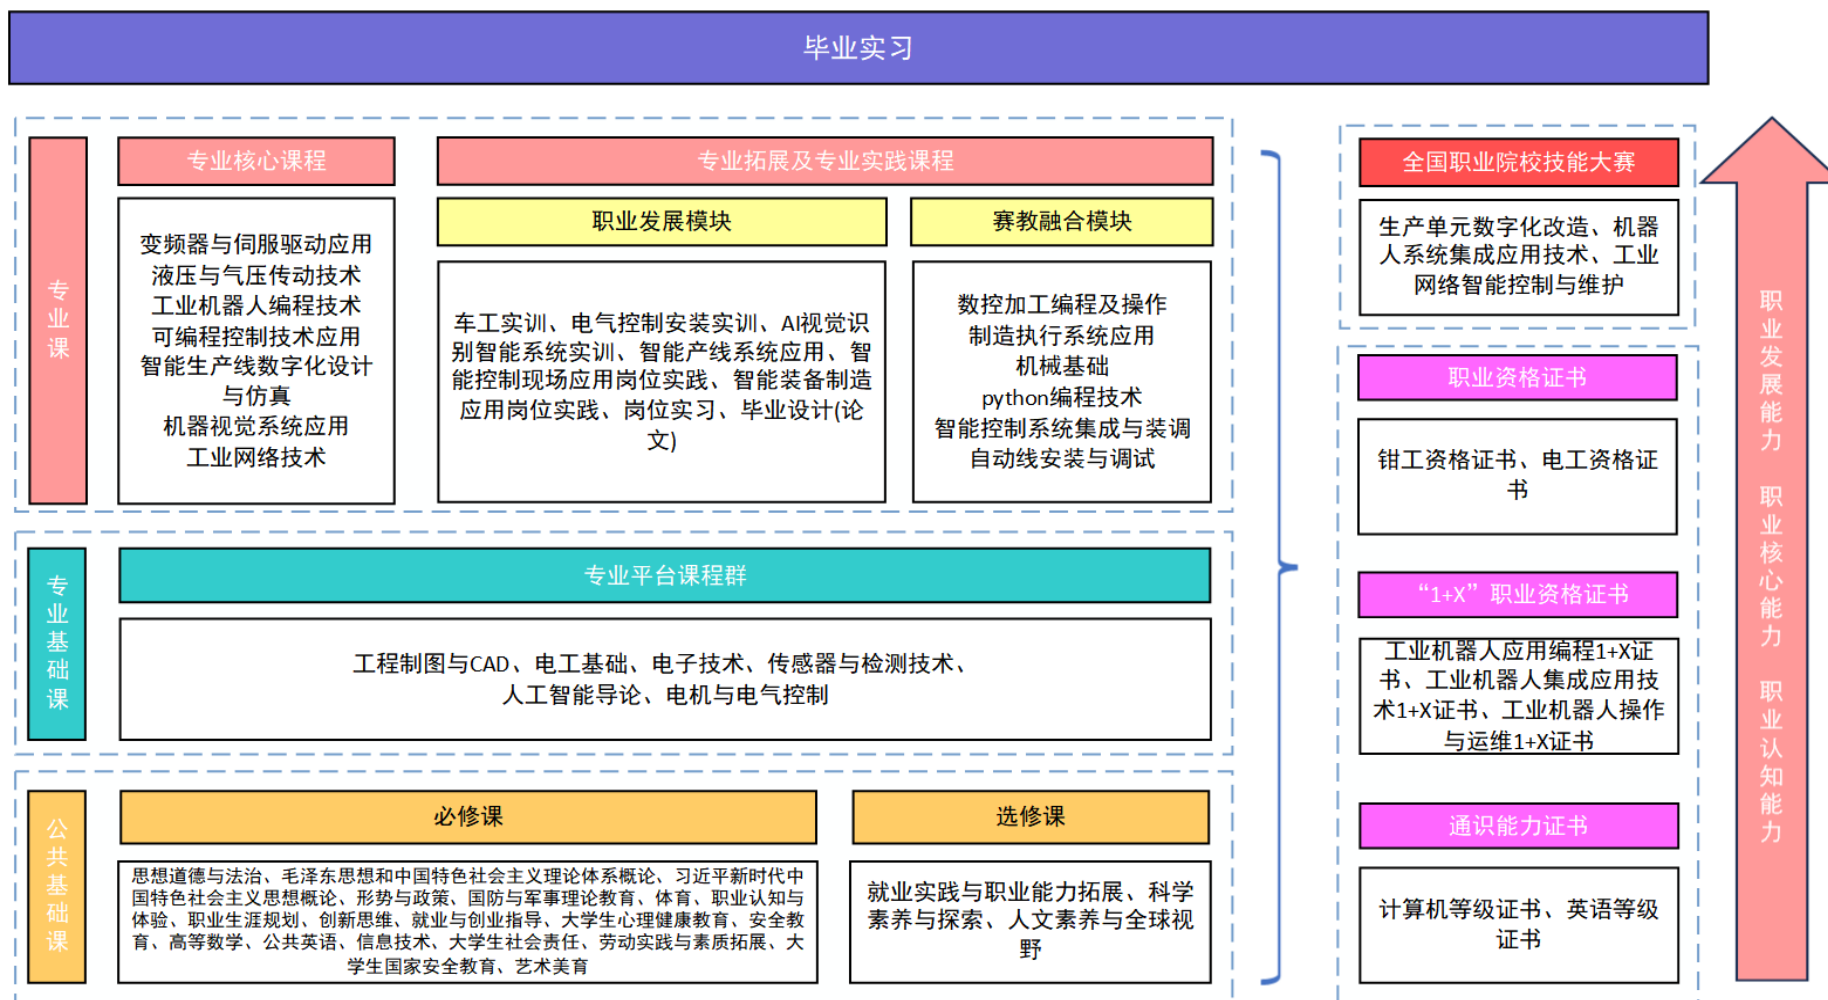 毕业实习
专业课
专业核心课程
变频器与伺服驱动应用
液压与气压传动技术
工业机器人编程技术
可编程控制技术应用
智能生产线数字化设计
与仿真
机器视觉系统应用
工业网络技术
专业拓展及专业实践课程
职业发展模块
车工实训、电气控制安装实训、AI视觉识
别智能系统实训、智能产线系统应用、智
能控制现场应用岗位实践、智能装备制造
应用岗位实践、岗位实习、毕业设计(论
文)
赛教融合模块
数控加工编程及操作
制造执行系统应用
机械基础
python编程技术
智能控制系统集成与装调
自动线安装与调试
专业基础课
专业平台课程群
工程制图与CAD、电工基础、电子技术、传感器与检测技术、
人工智能导论、电机与电气控制
公共基础课
必修课
思想道德与法治、毛泽东思想和中国特色社会主义理论体系概论、习近平新时代中
国特色社会主义思想概论、形势与政策、国防与军事理论教育、体育、职业认知与
体验、职业生涯规划、创新思维、就业与创业指导、大学生心理健康教育、安全教
育、高等数学、公共英语、信息技术、大学生社会责任、劳动实践与素质拓展、大
学生国家安全教育、艺术美育
选修课
就业实践与职业能力拓展、科学
素养与探索、人文素养与全球视
野
全国职业院校技能大赛
生产单元数字化改造、机器
人系统集成应用技术、工业
网络智能控制与维护
职业资格证书
钳工资格证书、电工资格证
书
“1+X”职业资格证书
工业机器人应用编程1+X证
书、工业机器人集成应用技
术1+X证书、工业机器人操作
与运维1+X证书
通识能力证书
计算机等级证书、英语等级
证书
职业发展能力 职业核心能力 职业认知能力